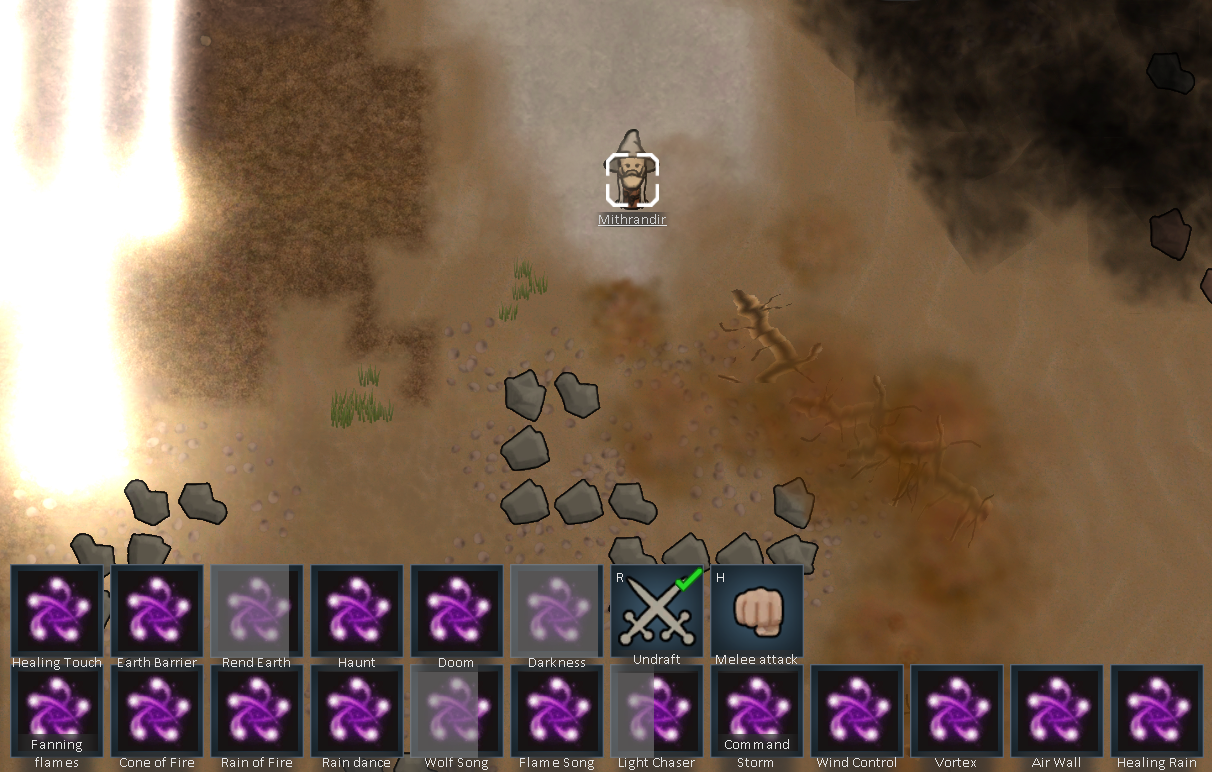 Mithrandir
R
H
Healing Touch
Earth Barrier
Rend Earth
Haunt
Doom
Darkness
Undraft
Melee attack
Fanning
flames
Cone of Fire
Rain of Fire
Rain dance
Wolf Song
Flame Song
Light Chaser
Command
Storm
Wind Control
Vortex
Air Wall
Healing Rain